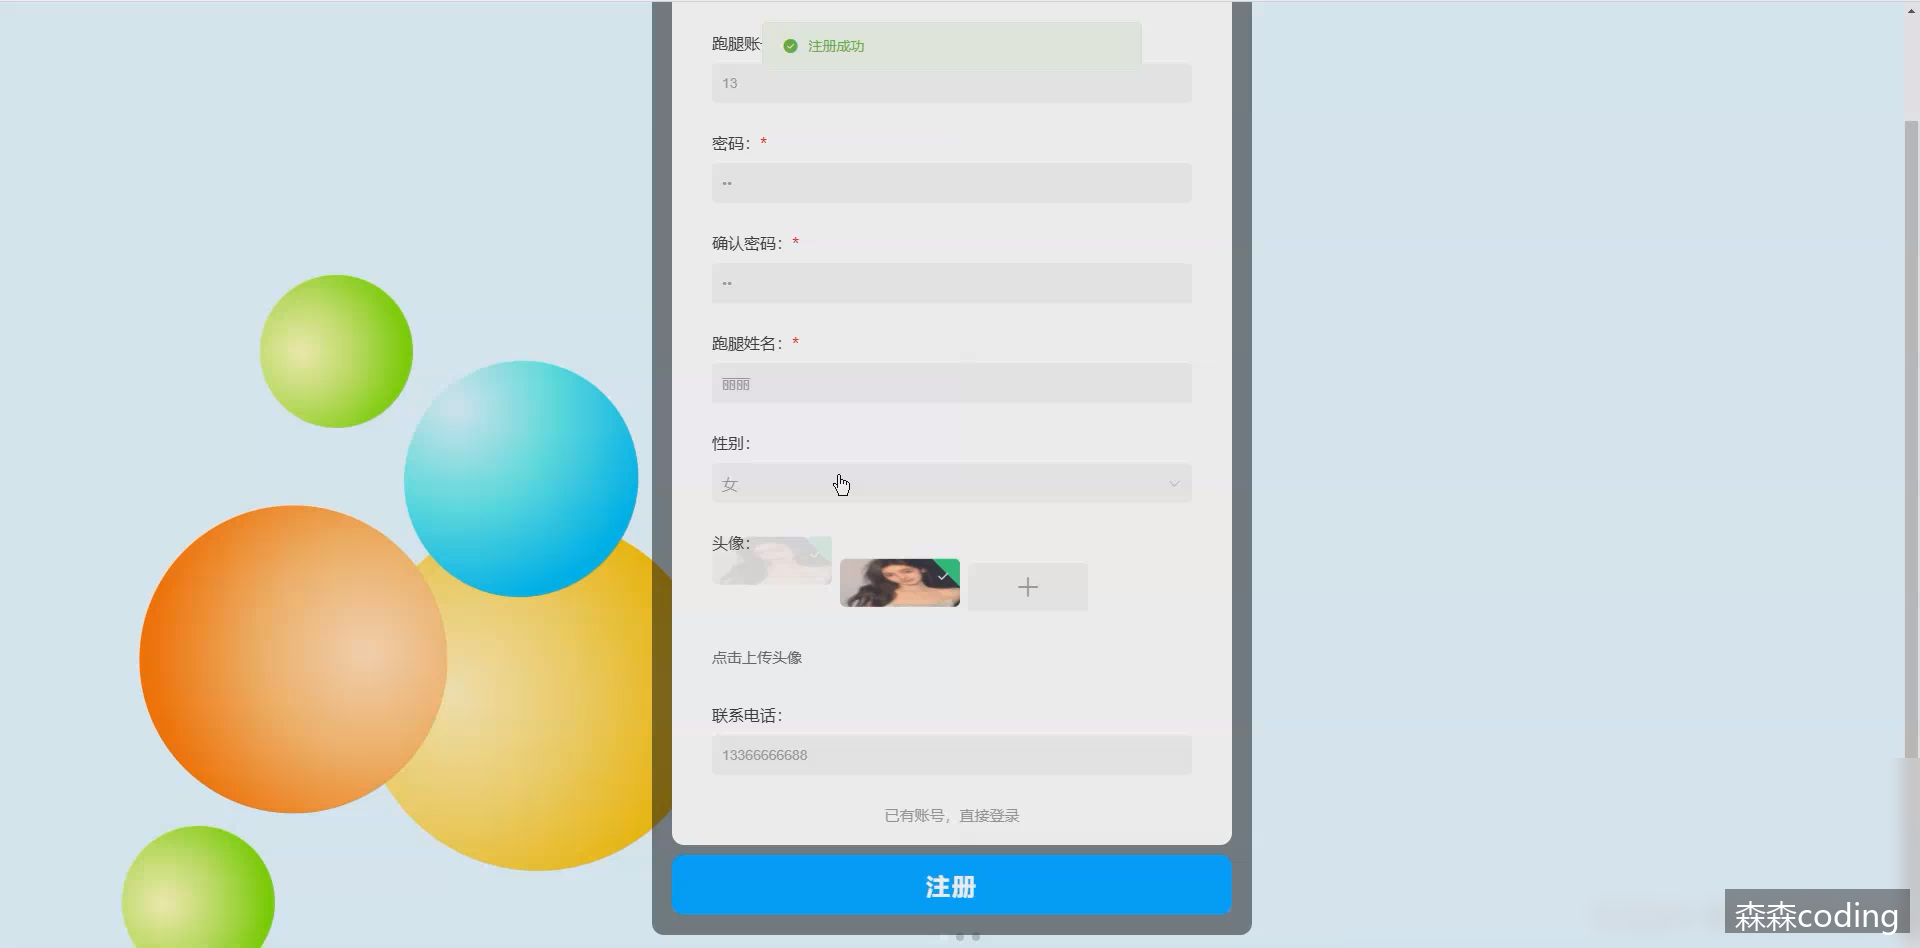 跑腿账
注册成功
13
密码：*
••
确认密码：*
••
跑腿姓名：*
丽丽
性别：
女
头像：
点击上传头像
联系电话：
13366666688
已有账号，直接登录
注册
森森coding